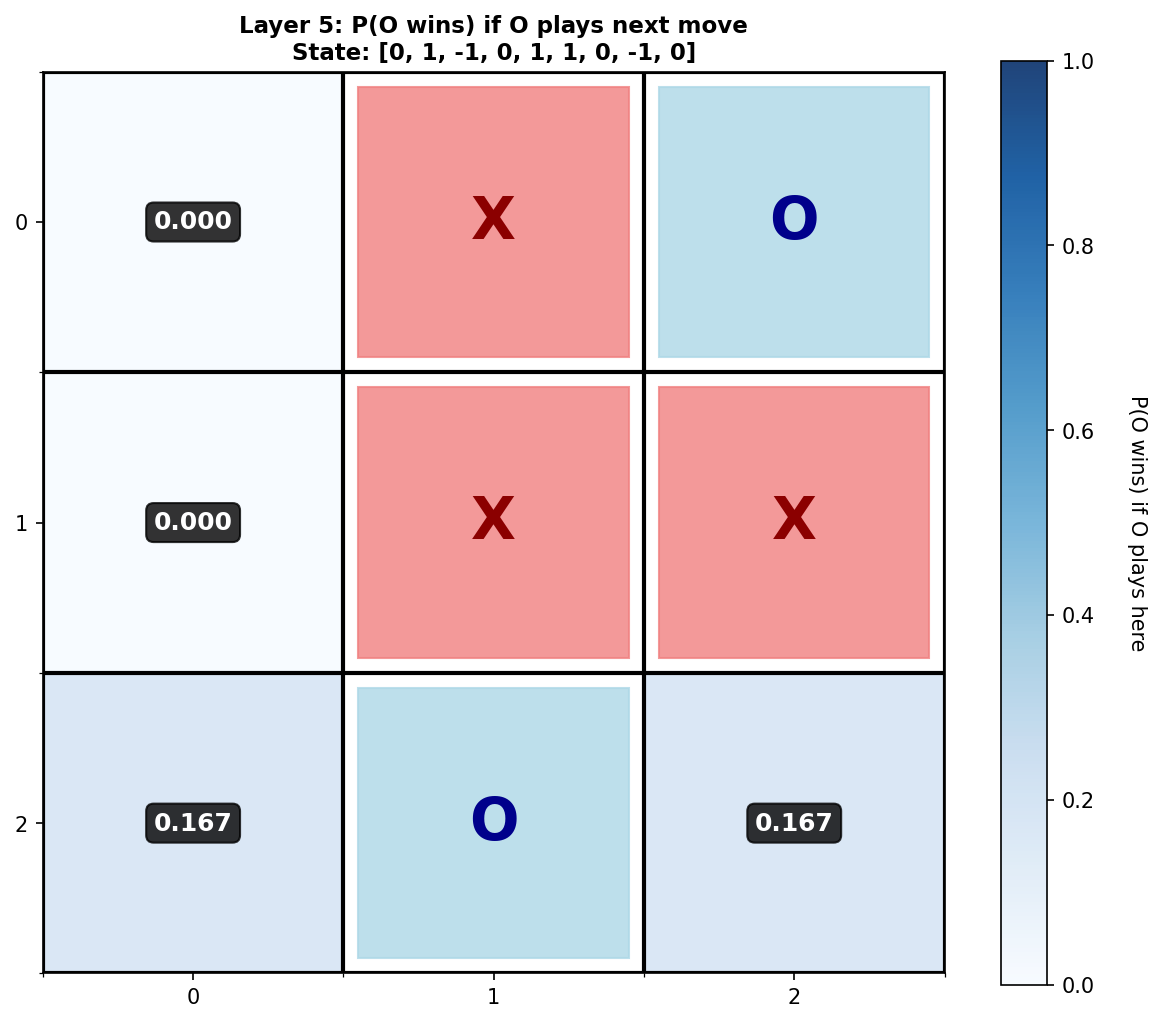 Layer 5: P(O wins) if O plays next move
State: [0, 1, -1, 0, 1, 1, 0, -1, 0]
0
0.000
X
O
1
0.000
X
X
2
0.167
O
0.167
0
1
2
1.0
0.8
0.6
0.4
0.2
0.0
P(O wins) if O plays here